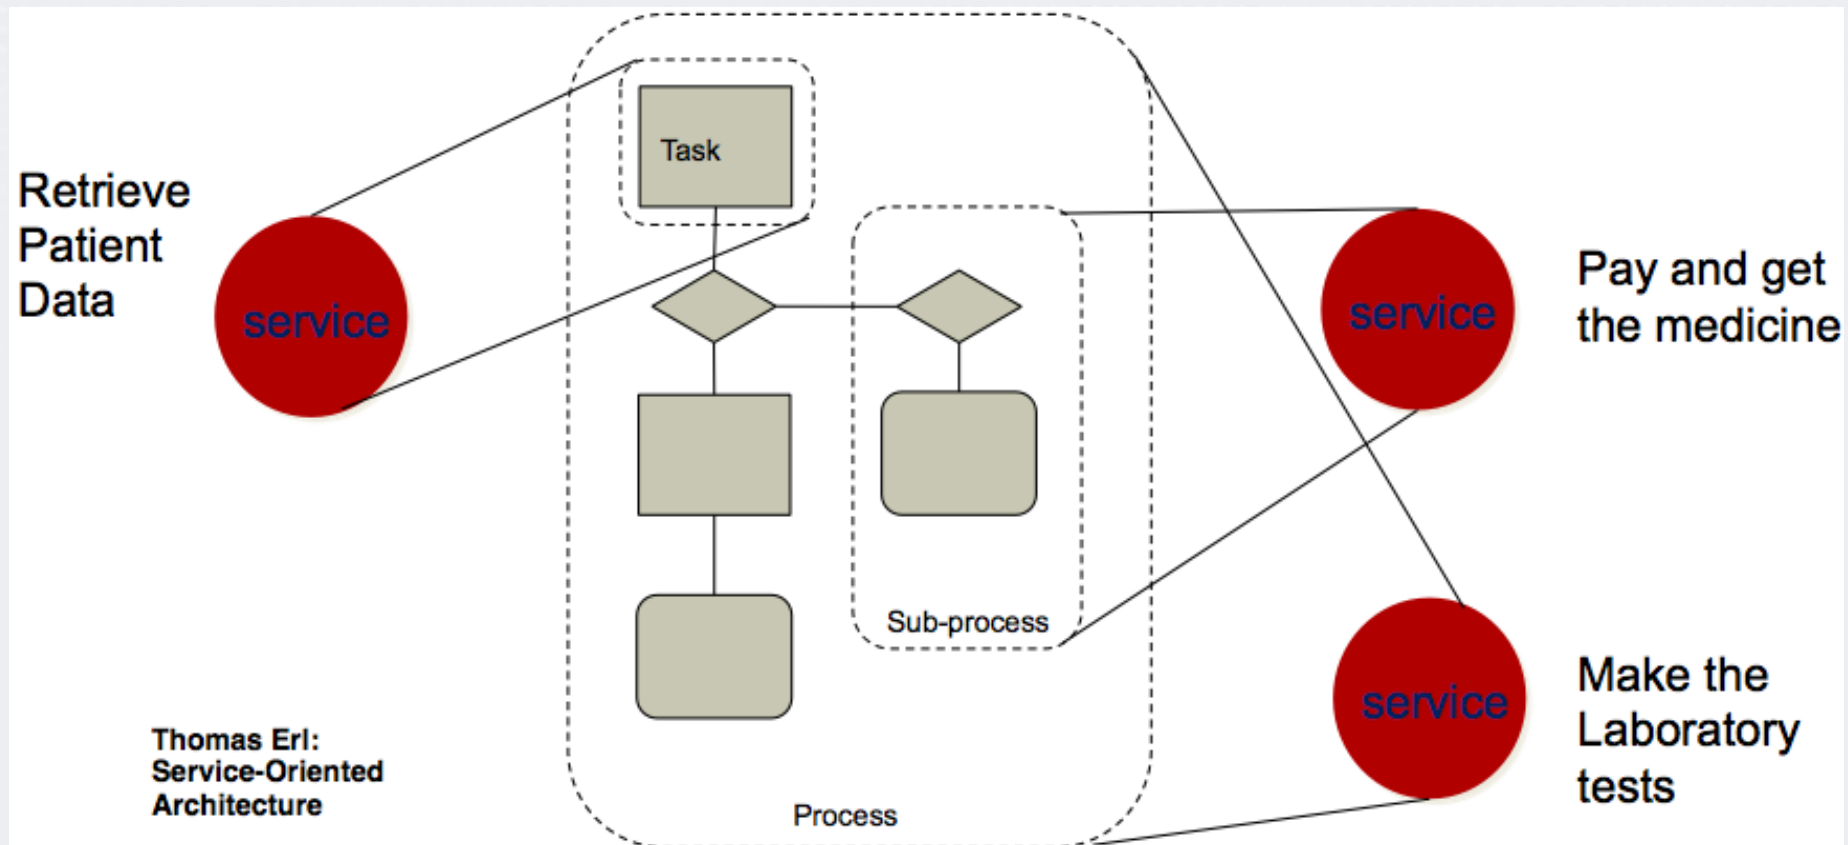 Task
Retrieve
Patient
Data
service
service
Pay and get
the medicine
Sub-process
service
Make the
Laboratory
tests
Thomas Erl:
Service-Oriented
Architecture
Process